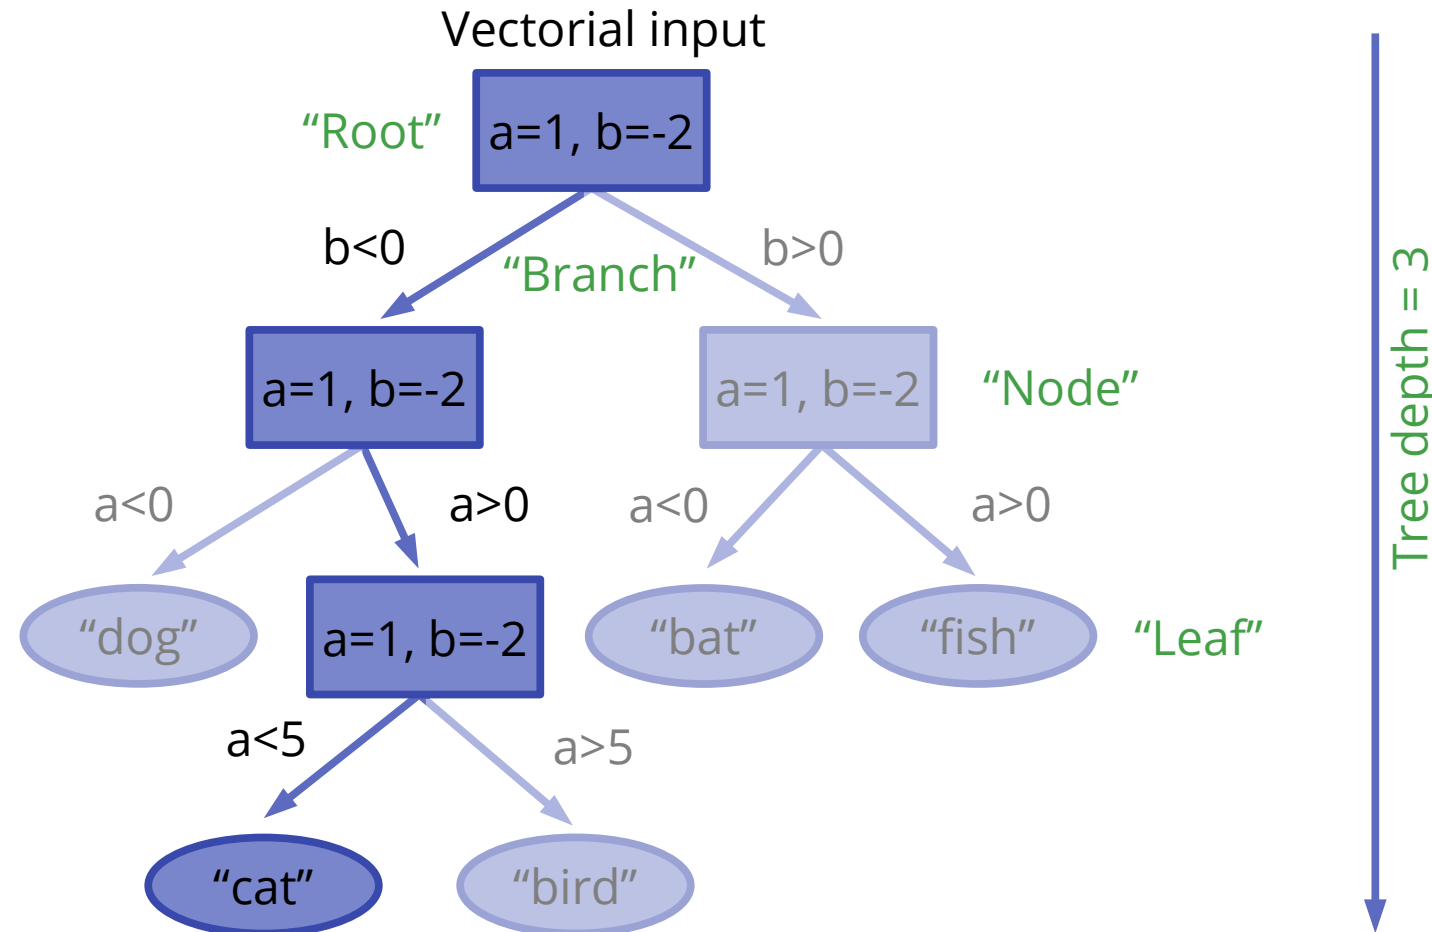 Vectorial input
“Root”
a=1, b=-2
b<0
“Branch”
b>0
a=1, b=-2
a=1, b=-2
“Node”
a<0
a>0
a<0
a>0
“dog”
a=1, b=-2
“bat”
“fish”
“Leaf”
a<5
a>5
“cat”
“bird”
Tree depth = 3